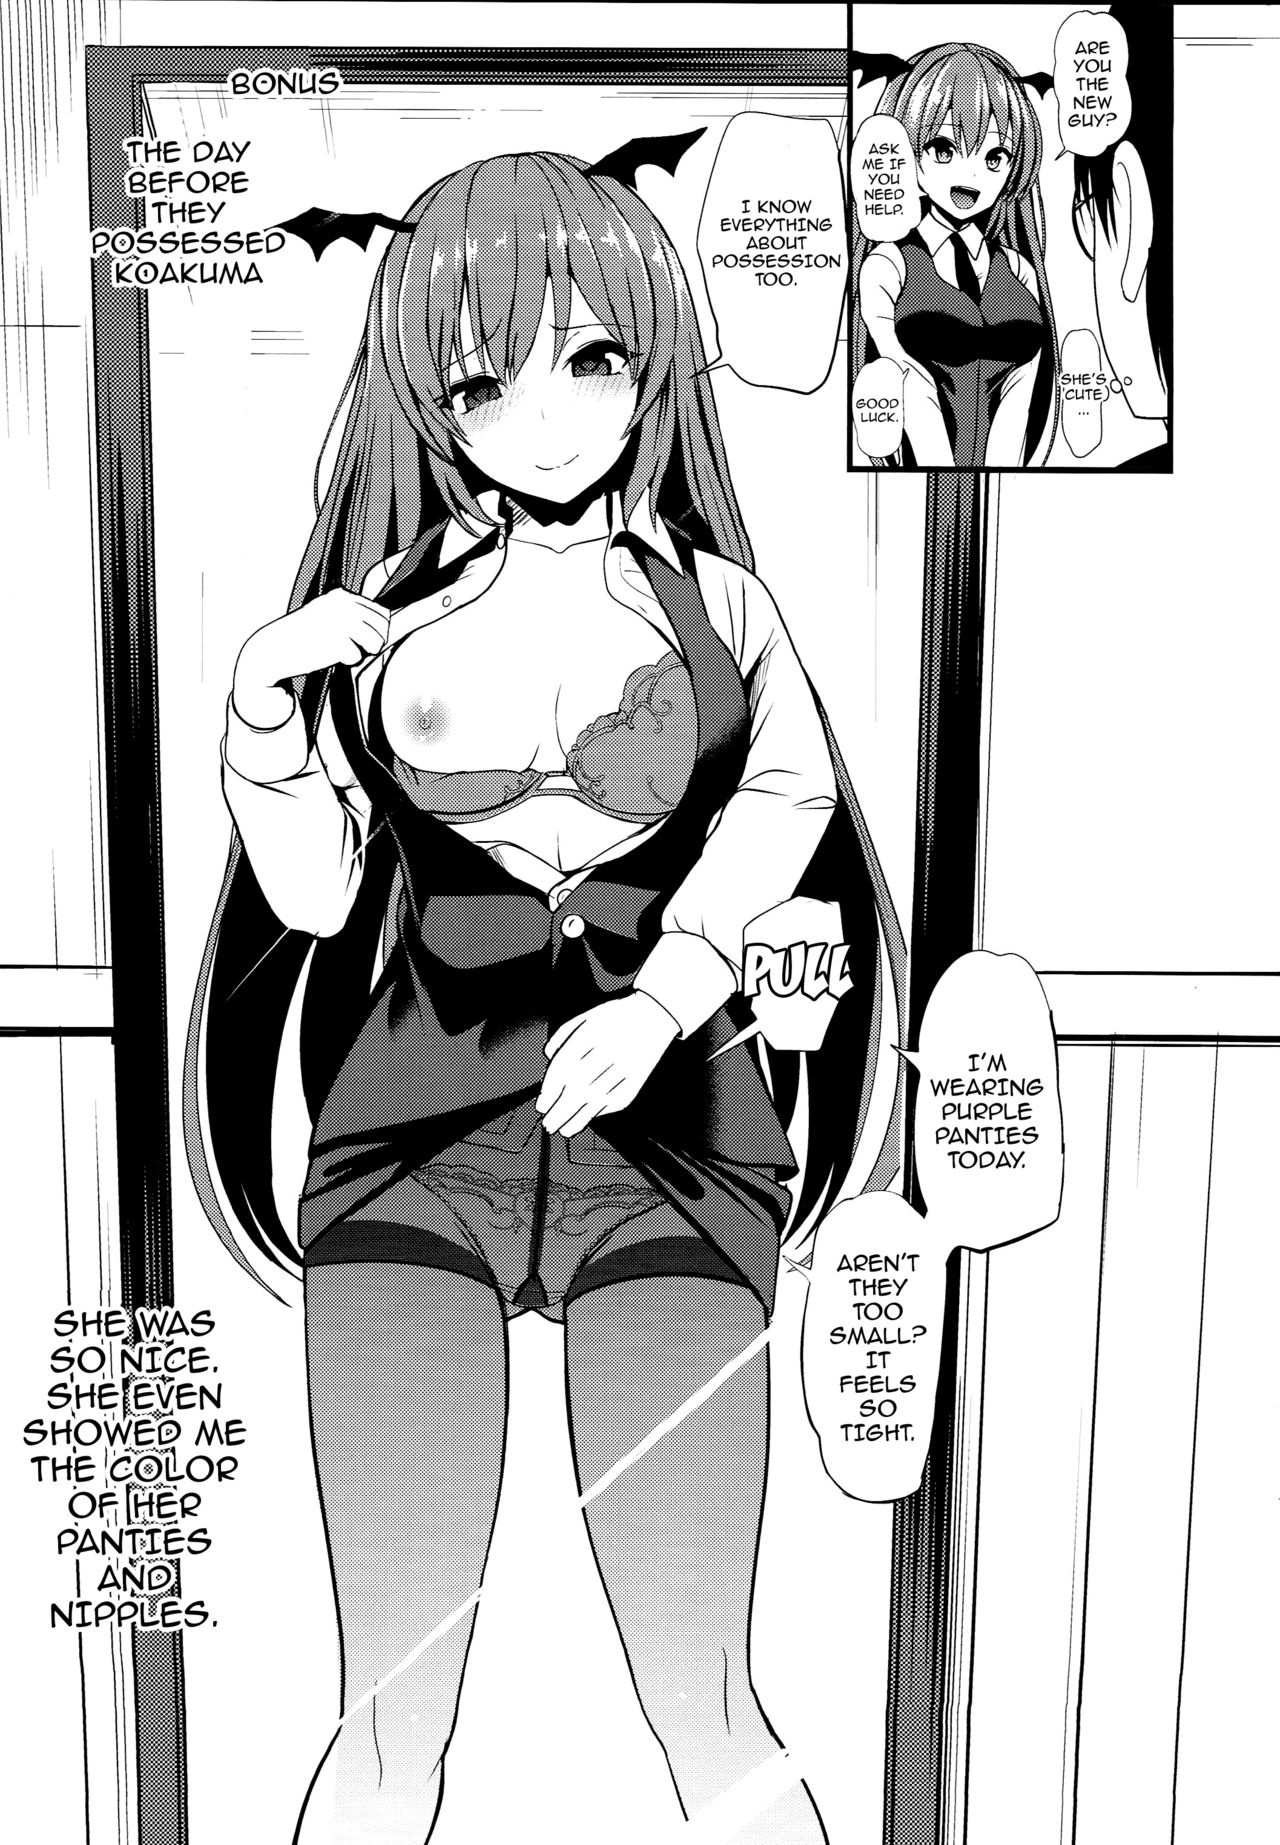 ARE
YOU
THE
NEW
GUY?
ASK
ME IF
YOU
NEED
HELP.
SHE'S
CUTE
...
GOOD
LUCK.
BONUS
THE DAY
BEFORE
THEY
POSSESSED
KOAKUMA
I KNOW
EVERYTHING
ABOUT
POSSESSION
TOO.
PULL
I'M
WEARING
PURPLE
PANTIES
TODAY.
AREN'T
THEY
TOO
SMALL?
IT
FEELS
SO
TIGHT.
SHE WAS
SO NICE.
SHE EVEN
SHOWED ME
THE COLOR
OF HER
PANTIES
AND
NIPPLES.